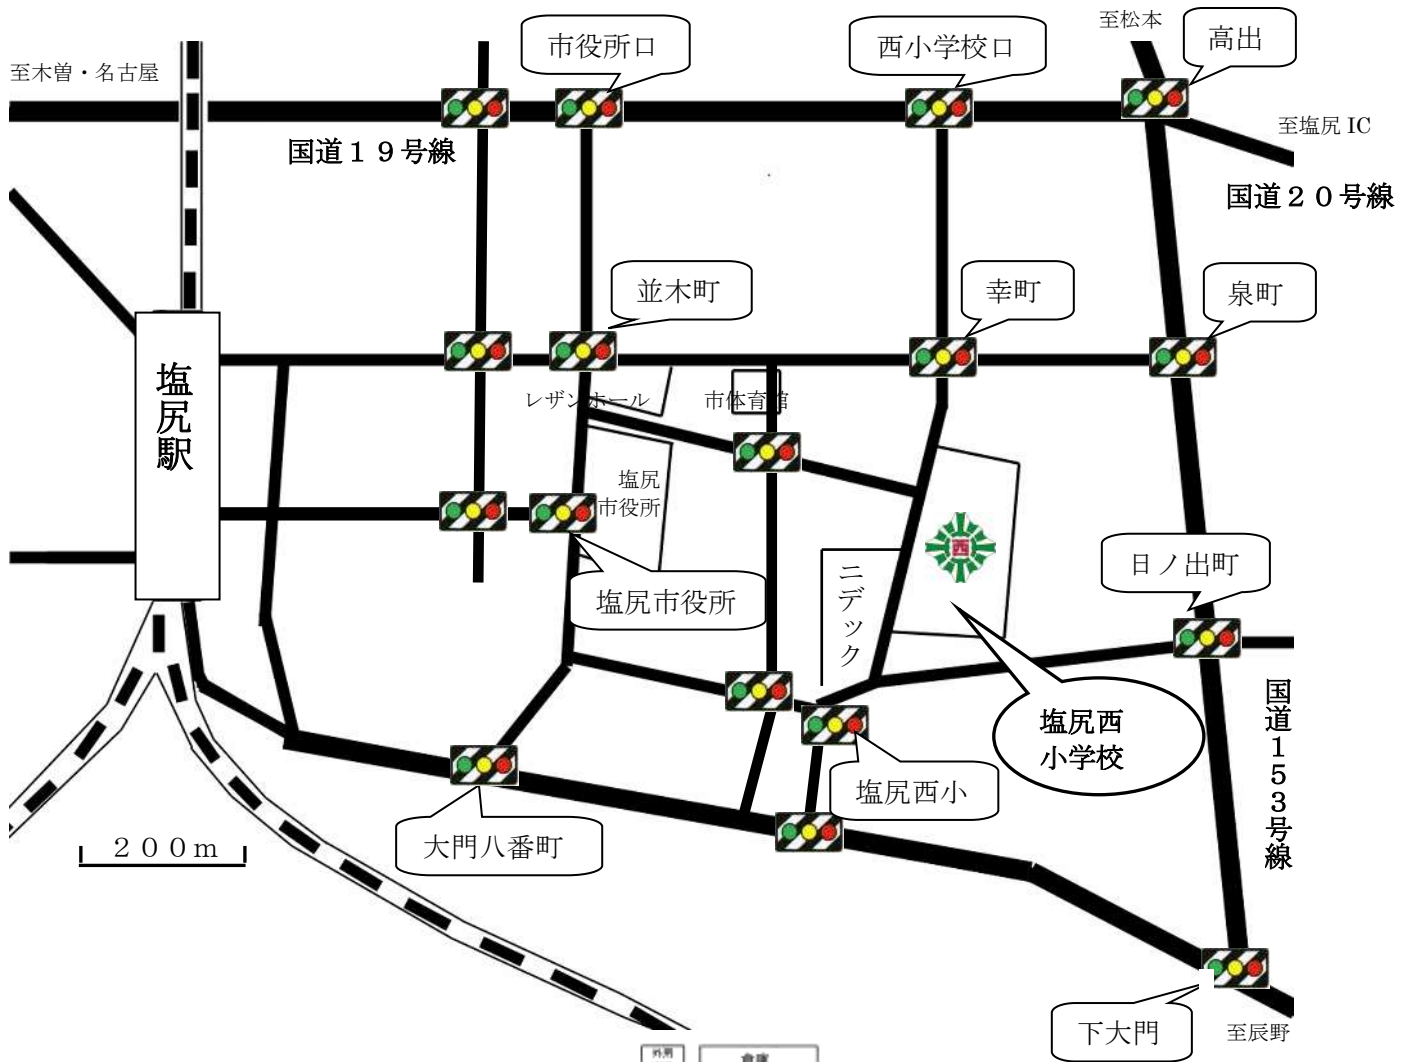 至松本
市役所口
西小学校口
高出
至木曽・名古屋
至塩尻 IC
国道１９号線
国道２０号線
並木町
幸町
泉町
塩尻駅
レザンホール
市体育館
塩尻
市役所
西
日ノ出町
ニデック
塩尻市役所
塩尻西
小学校
国道１５３号線
塩尻西小
２００ｍ
大門八番町
下大門
至辰野
倉庫